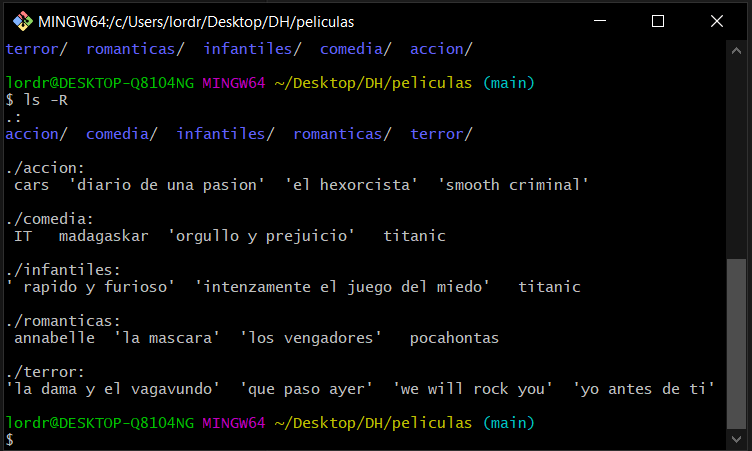 MINGW64:/c/Users/lordr/Desktop/DH/peliculas
terror/  romanticas/  infantiles/  comedia/  accion/
lordr@DESKTOP-Q8104NG MINGW64 ~/Desktop/DH/peliculas (main)
$ ls -R
.:
accion/  comedia/  infantiles/  romanticas/  terror/
./accion:
 cars  'diario de una pasion'  'el hexorcista'  'smooth criminal'
./comedia:
 IT   madagaskar  'orgullo y prejuicio'   titanic
./infantiles:
' rapido y furioso'  'intenzamente el juego del miedo'   titanic
./romanticas:
 annabelle  'la mascara'  'los vengadores'   pocahontas
./terror:
'la dama y el vagavundo'  'que paso ayer'  'we will rock you'  'yo antes de ti'
lordr@DESKTOP-Q8104NG MINGW64 ~/Desktop/DH/peliculas (main)
$